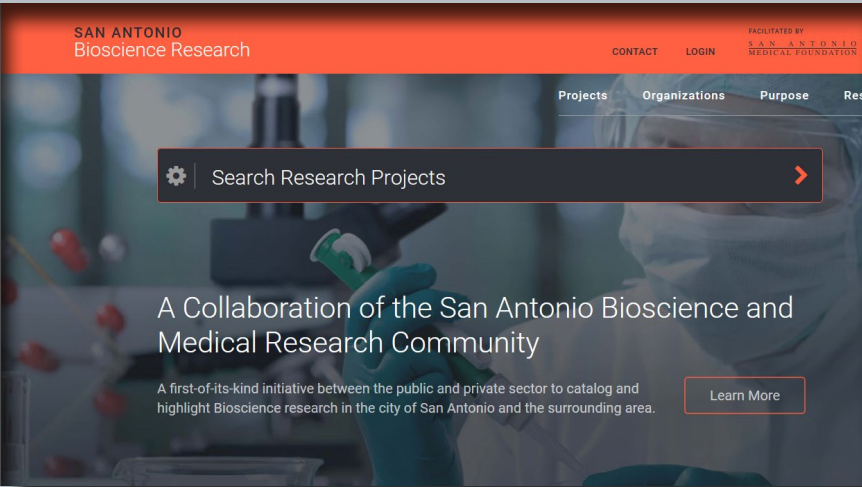 SAN ANTONIO
Bioscience Research
CONTACT
LOGIN
FACILITATED BY
SAN ANTONIO
MEDICAL FOUNDATION
Projects
Organizations
Purpose
Res
Search Research Projects
A Collaboration of the San Antonio Bioscience and
Medical Research Community
A first-of-its-kind initiative between the public and private sector to catalog and
highlight Bioscience research in the city of San Antonio and the surrounding area.
Learn More